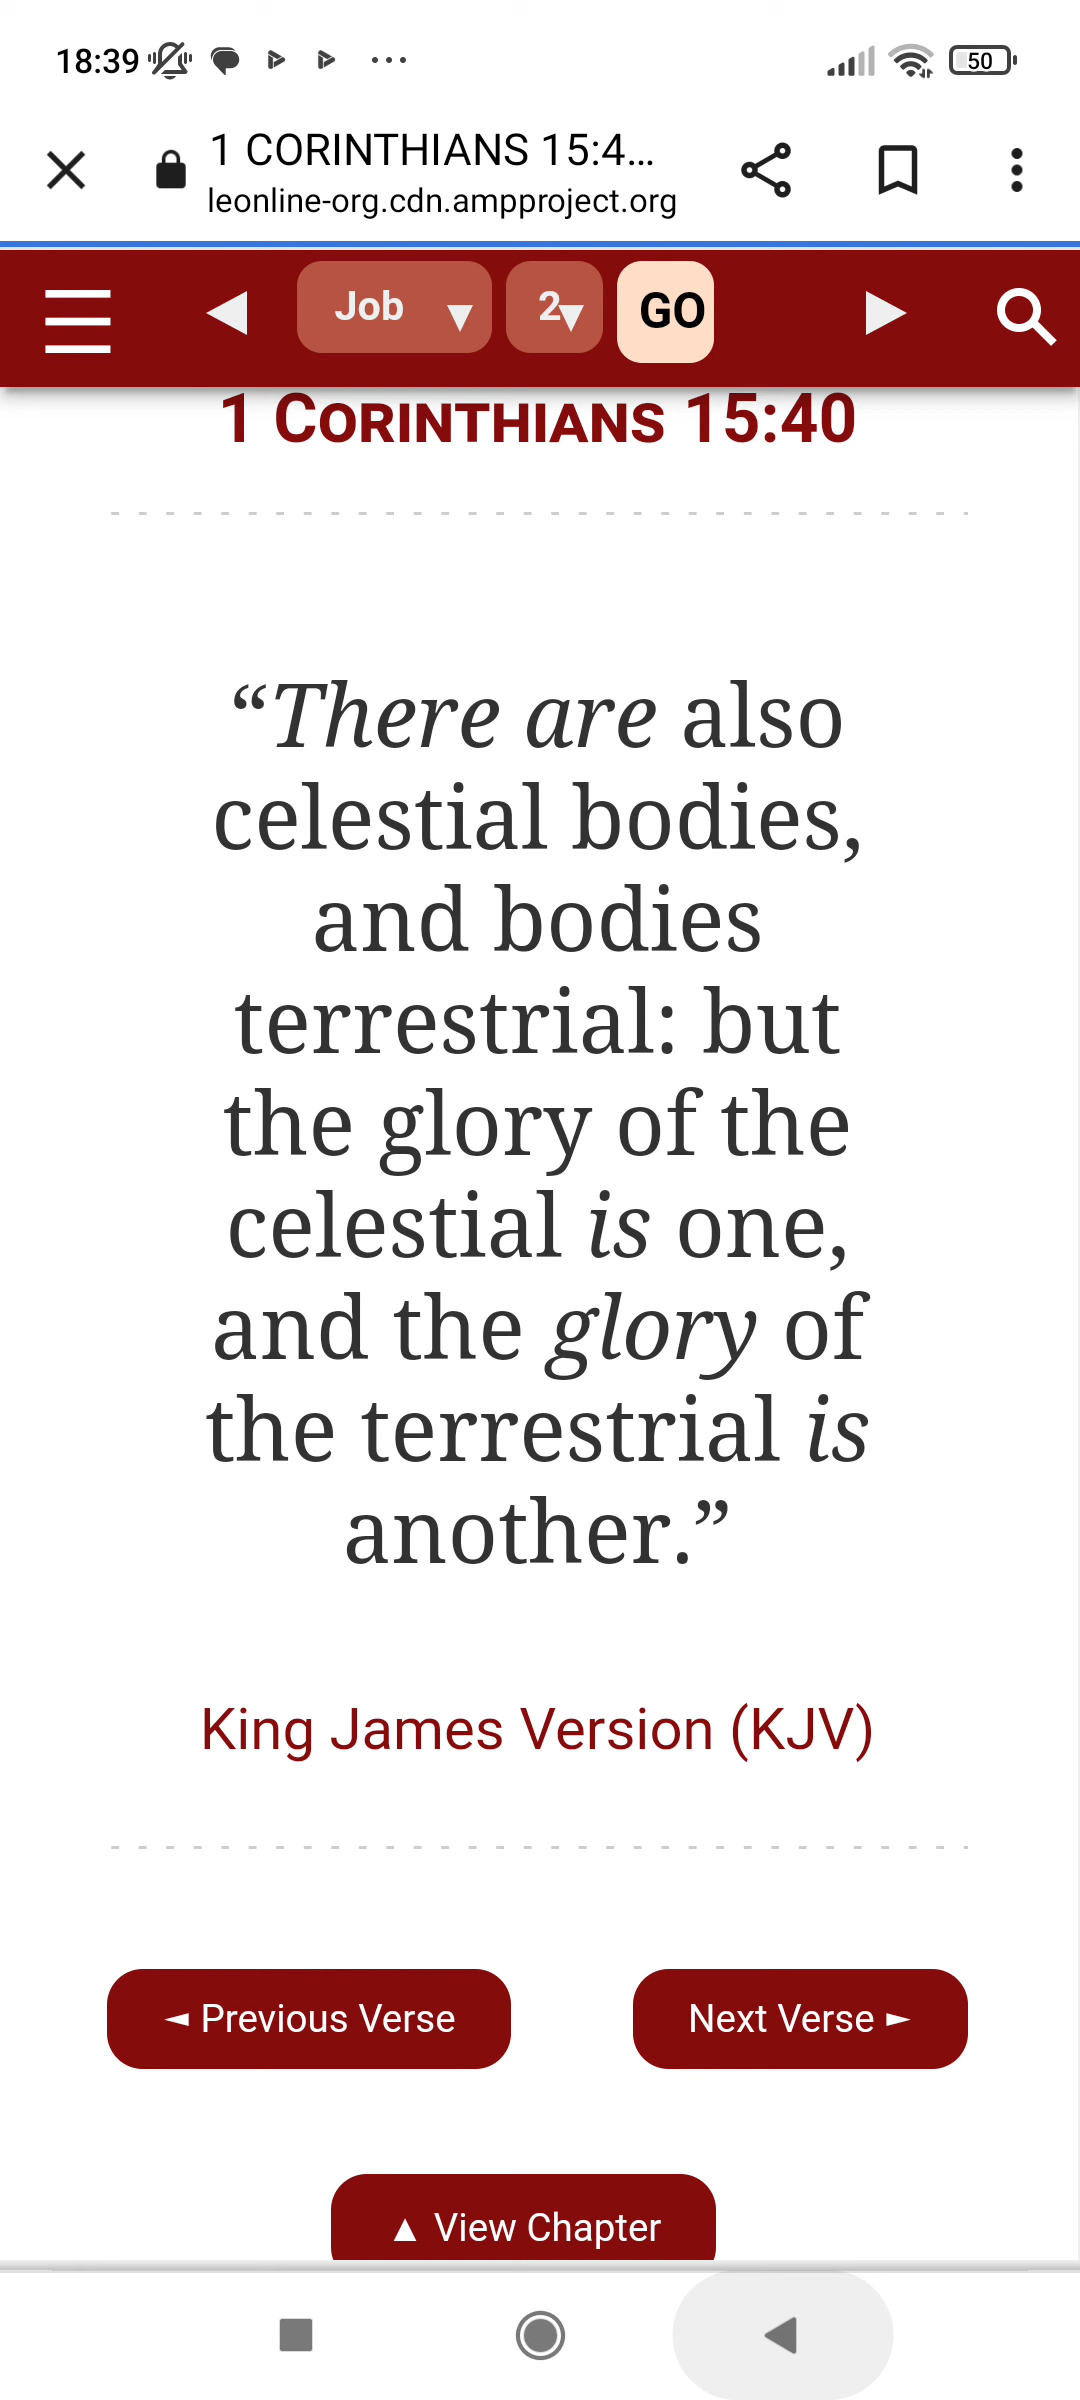 18:39
50
1 CORINTHIANS 15:4...
leonline-org.cdn.ampproject.org
Job
2
GO
1 CORINTHIANS 15:40
“There are also
celestial bodies,
and bodies
terrestrial: but
the glory of the
celestial is one,
and the glory of
the terrestrial is
another.”
King James Version (KJV)
◄ Previous Verse
Next Verse ►
▲ View Chapter